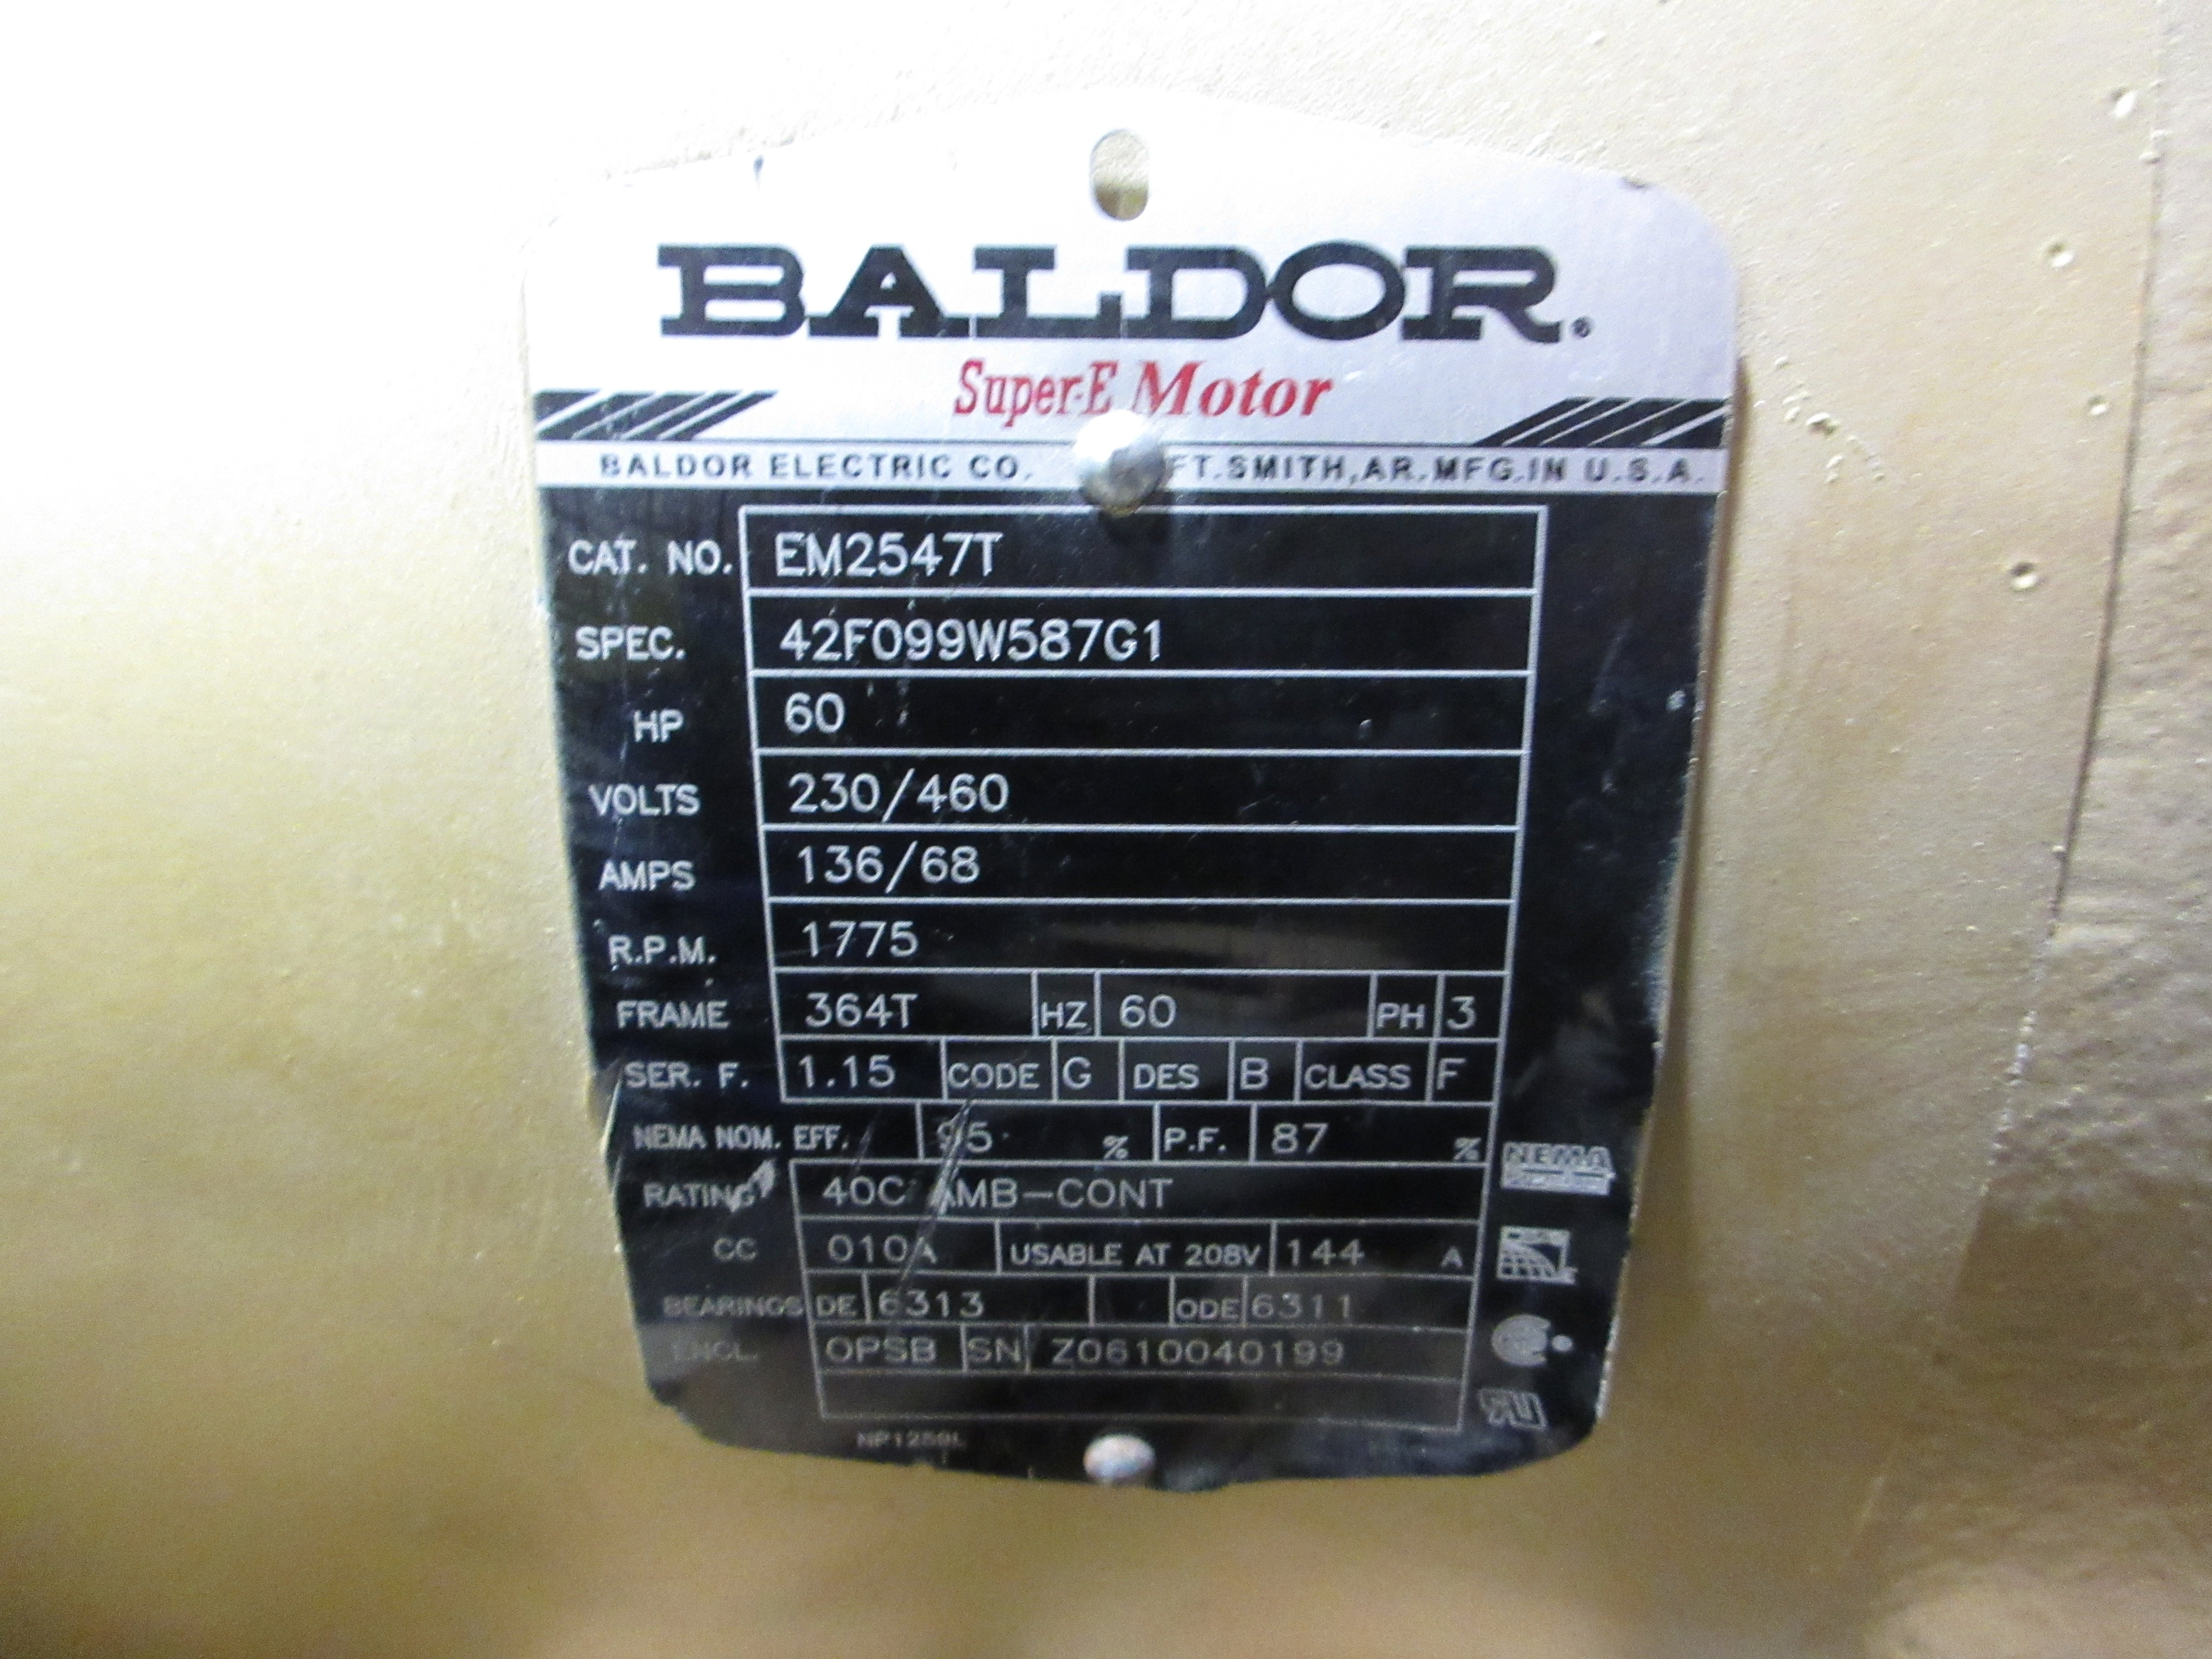 BALDOR®
Super-E Motor
BALDOR ELECTRIC CO. FT.SMITH,AR.MFG.IN U.S.A.
CAT. NO. EM2547T
SPEC. 42F099W587G1
HP 60
VOLTS 230/460
AMPS 136/68
R.P.M. 1775
FRAME 364T HZ 60 PH 3
SER. F. 1.15 CODE G DES B CLASS F
NEMA NOM. EFF. 95 % P.F. 87 %
NEMA
RATING 40C AMB-CONT
CC 010A USABLE AT 208V 144 A
BEARINGS DE 6313 ODE 6311
ENCL. OPSB SN Z0610040199